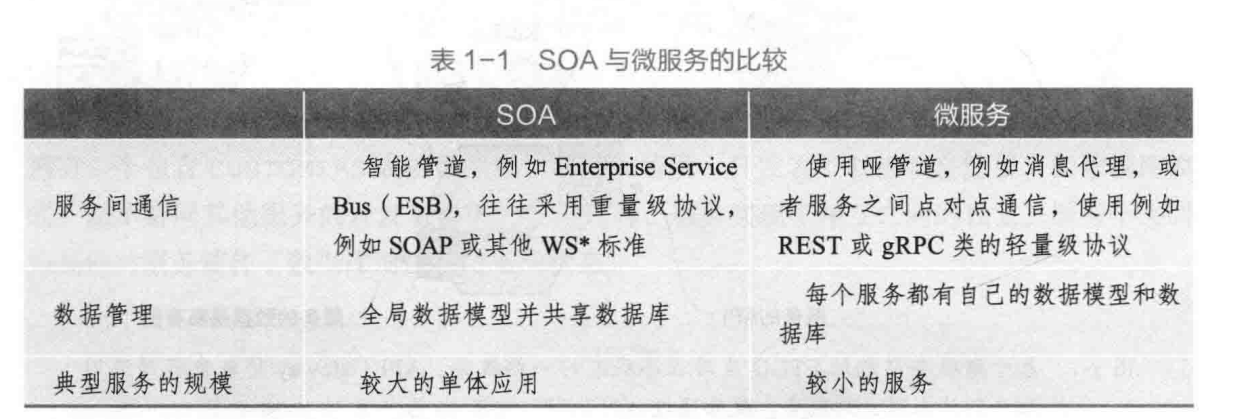 表 1-1 SOA 与微服务的比较
SOA
微服务
服务间通信
智能管道，例如 Enterprise Service
Bus（ESB），往往采用重量级协议，
例如 SOAP 或其他 WS* 标准
使用哑管道，例如消息代理，或
者服务之间点对点通信，使用例如
REST 或 gRPC 类的轻量级协议
数据管理
全局数据模型并共享数据库
每个服务都有自己的数据模型和数
据库
典型服务的规模
较大的单体应用
较小的服务